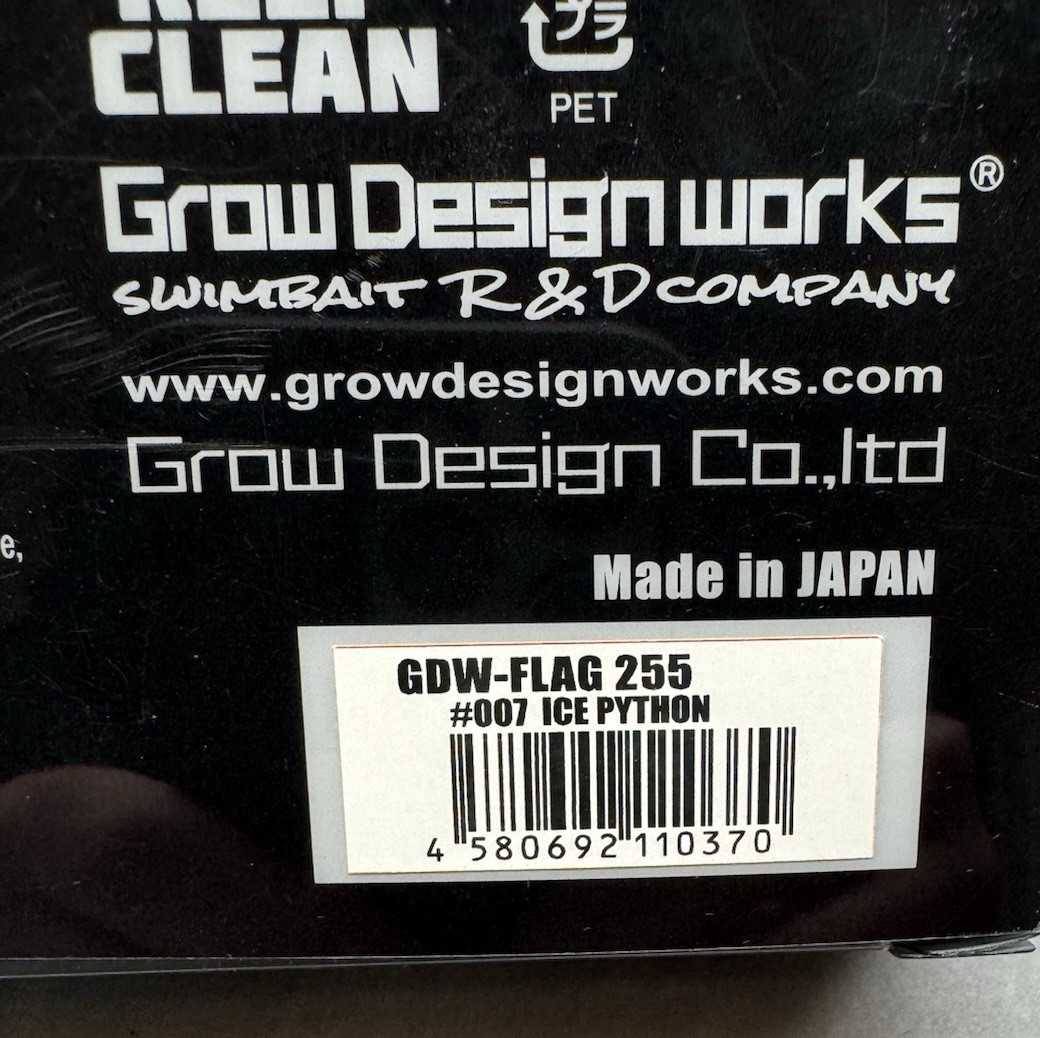 KEEP
CLEAN
プラ
PET
Grow Design works®
SWIMBAIT R & D COMPANY
www.growdesignworks.com
Grow Design Co.,ltd
e,
Made in JAPAN
GDW-FLAG 255
#007 ICE PYTHON
4 580692 110370